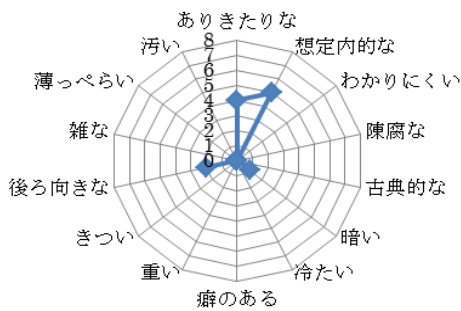 ありきたりな
想定内的な
わかりにくい
陳腐な
古典的な
暗い
冷たい
癖のある
重い
きつい
後ろ向きな
雑な
薄っぺらい
汚い
8
7
6
5
4
3
2
1
0